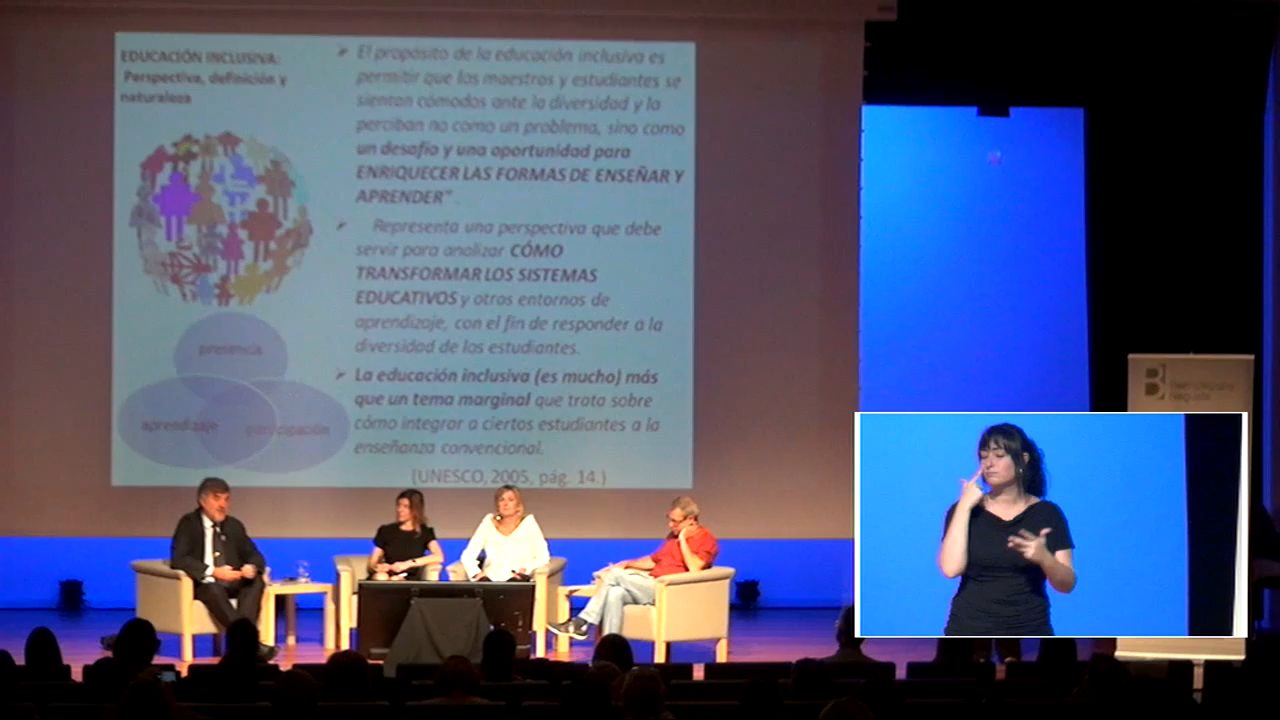 EDUCACIÓN INCLUSIVA:
Perspectiva, definición y
naturaleza
presencia
aprendizaje
participación
➢ El propósito de la educación inclusiva es
permitir que los maestros y estudiantes se
sientan cómodos ante la diversidad y la
perciban no como un problema, sino como
un desafío y una oportunidad para
ENRIQUECER LAS FORMAS DE ENSEÑAR Y
APRENDER”.
➢ Representa una perspectiva que debe
servir para analizar CÓMO
TRANSFORMAR LOS SISTEMAS
EDUCATIVOS y otros entornos de
aprendizaje, con el fin de responder a la
diversidad de los estudiantes.
➢ La educación inclusiva (es mucho) más
que un tema marginal que trata sobre
cómo integrar a ciertos estudiantes a la
enseñanza convencional.
(UNESCO, 2005, pág. 14.)